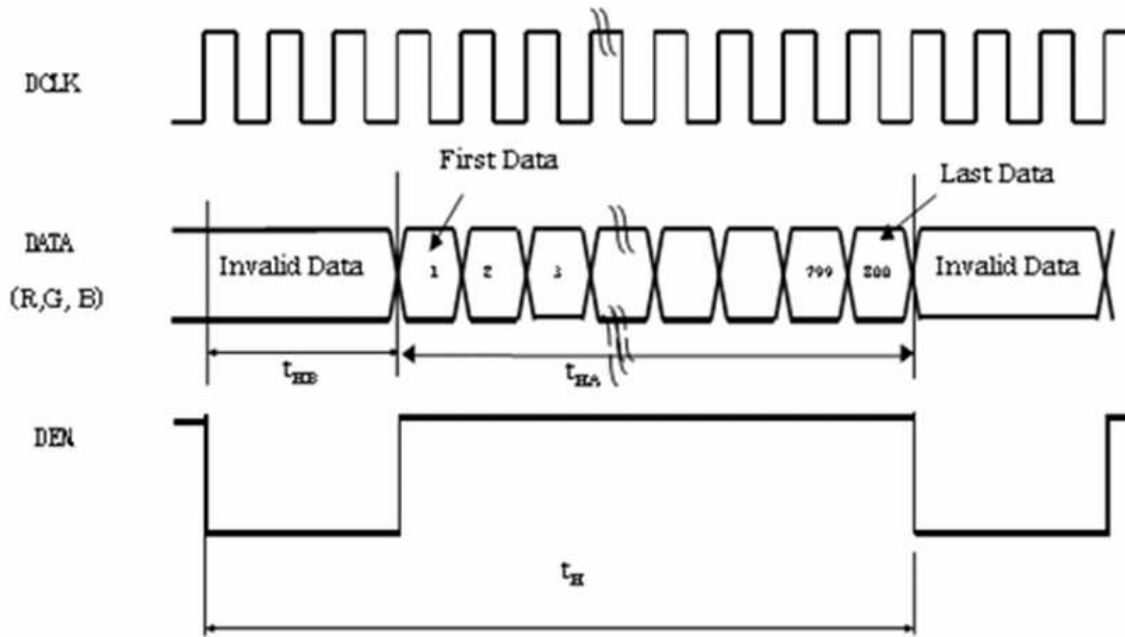 DCLK
First Data
Last Data
DATA
(R,G, B)
Invalid Data
1
2
3
799
800
Invalid Data
tHB
tHA
DEN
tH